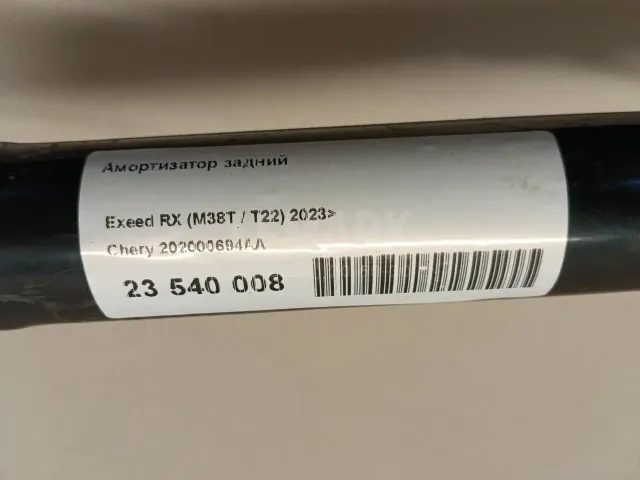 Амортизатор задний
Exeed RX (M38T / T22) 2023>
Chery 202000694AA
23 540 008